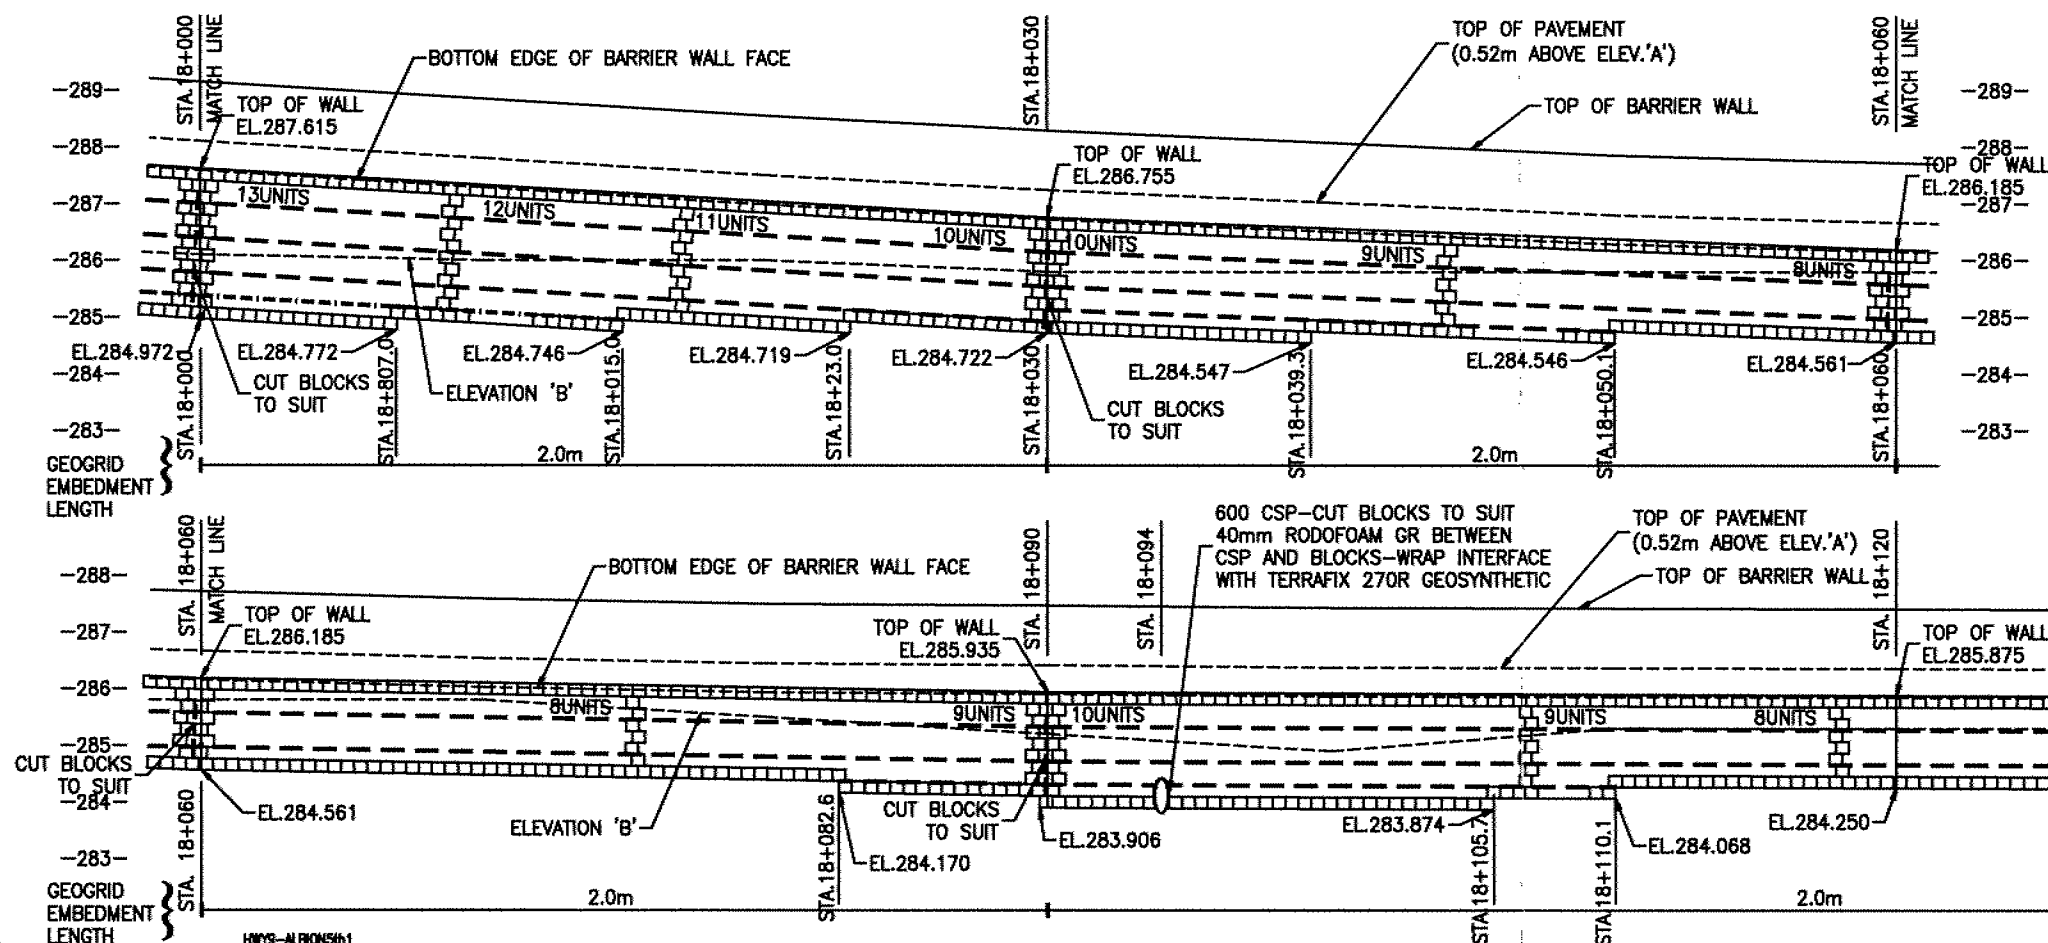 STA.18+000
MATCH LINE
STA.18+030
STA.18+060
MATCH LINE
TOP OF PAVEMENT
(0.52m ABOVE ELEV.'A')
BOTTOM EDGE OF BARRIER WALL FACE
TOP OF BARRIER WALL
-289-
-289-
TOP OF WALL
EL.287.615
-288-
-288-
TOP OF WALL
EL.286.755
TOP OF WALL
EL.286.185
-287-
-287-
13UNITS
12UNITS
11UNITS
10UNITS
10UNITS
9UNITS
8UNITS
-286-
-286-
-285-
-285-
EL.284.972
EL.284.772
EL.284.746
EL.284.719
EL.284.722
EL.284.547
EL.284.546
EL.284.561
-284-
-284-
CUT BLOCKS
TO SUIT
ELEVATION 'B'
CUT BLOCKS
TO SUIT
-283-
-283-
STA.18+000
STA.18+807.0
STA.18+015.0
STA.18+23.0
STA.18+030
STA.18+039.3
STA.18+050.1
STA.18+060
GEOGRID
EMBEDMENT
LENGTH
2.0m
2.0m
STA. 18+060
MATCH LINE
STA. 18+090
STA. 18+094
STA. 18+120
600 CSP-CUT BLOCKS TO SUIT
40mm RODOFOAM GR BETWEEN
CSP AND BLOCKS-WRAP INTERFACE
WITH TERRAFIX 270R GEOSYNTHETIC
TOP OF PAVEMENT
(0.52m ABOVE ELEV.'A')
BOTTOM EDGE OF BARRIER WALL FACE
TOP OF BARRIER WALL
-288-
TOP OF WALL
EL.286.185
-287-
TOP OF WALL
EL.285.935
TOP OF WALL
EL.285.875
-286-
8UNITS
9UNITS
10UNITS
9UNITS
8UNITS
-285-
CUT BLOCKS
TO SUIT
-284-
EL.284.561
ELEVATION 'B'
CUT BLOCKS
TO SUIT
EL.283.906
EL.283.874
EL.284.250
EL.284.068
-283-
EL.284.170
STA. 18+060
STA.18+082.6
STA.18+105.7
STA.18+110.1
GEOGRID
EMBEDMENT
LENGTH
2.0m
2.0m